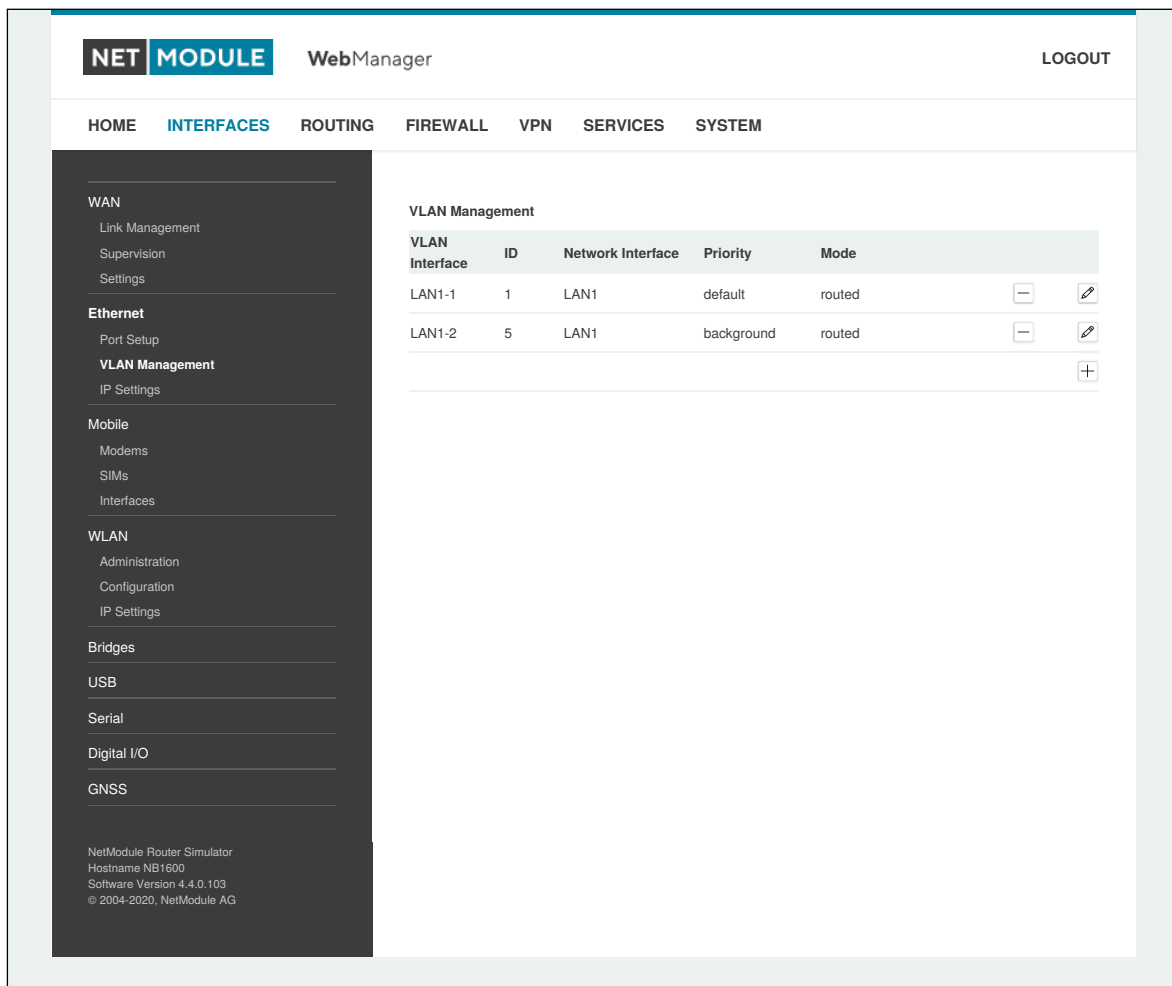 NET MODULE WebManager LOGOUT
HOME INTERFACES ROUTING FIREWALL VPN SERVICES SYSTEM
WAN
Link Management
Supervision
Settings
Ethernet
Port Setup
VLAN Management
IP Settings
Mobile
Modems
SIMs
Interfaces
WLAN
Administration
Configuration
IP Settings
Bridges
USB
Serial
Digital I/O
GNSS
NetModule Router Simulator
Hostname NB1600
Software Version 4.4.0.103
© 2004-2020, NetModule AG
VLAN Management
VLAN Interface ID Network Interface Priority Mode
LAN1-1 1 LAN1 default routed
LAN1-2 5 LAN1 background routed